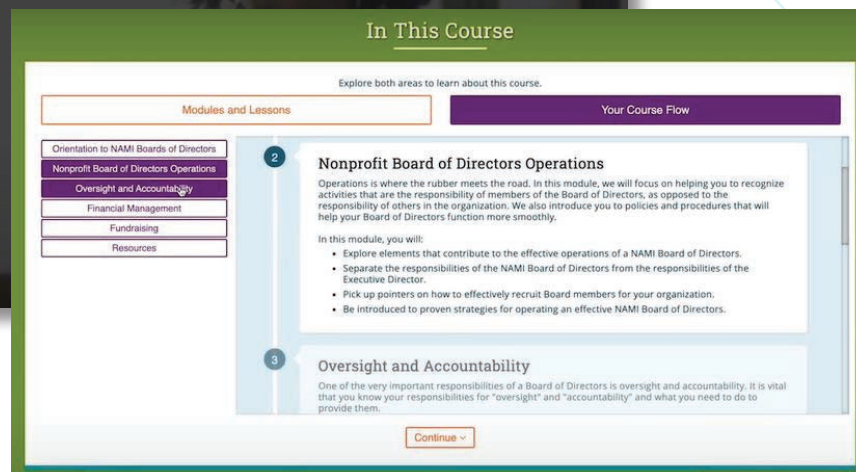 In This Course
Explore both areas to learn about this course.
Modules and Lessons
Your Course Flow
Orientation to NAMI Boards of Directors
Nonprofit Board of Directors Operations
Oversight and Accountability
Financial Management
Fundraising
Resources
2
Nonprofit Board of Directors Operations
Operations is where the rubber meets the road. In this module, we will focus on helping you to recognize
activities that are the responsibility of members of the Board of Directors, as opposed to the
responsibility of others in the organization. We also introduce you to policies and procedures that will
help your Board of Directors function more smoothly.
In this module, you will:
• Explore elements that contribute to the effective operations of a NAMI Board of Directors.
• Separate the responsibilities of the NAMI Board of Directors from the responsibilities of the
Executive Director.
• Pick up pointers on how to effectively recruit Board members for your organization.
• Be introduced to proven strategies for operating an effective NAMI Board of Directors.
3
Oversight and Accountability
One of the very important responsibilities of a Board of Directors is oversight and accountability. It is vital
that you know your responsibilities for "oversight" and "accountability" and what you need to do to
provide them.
Continue